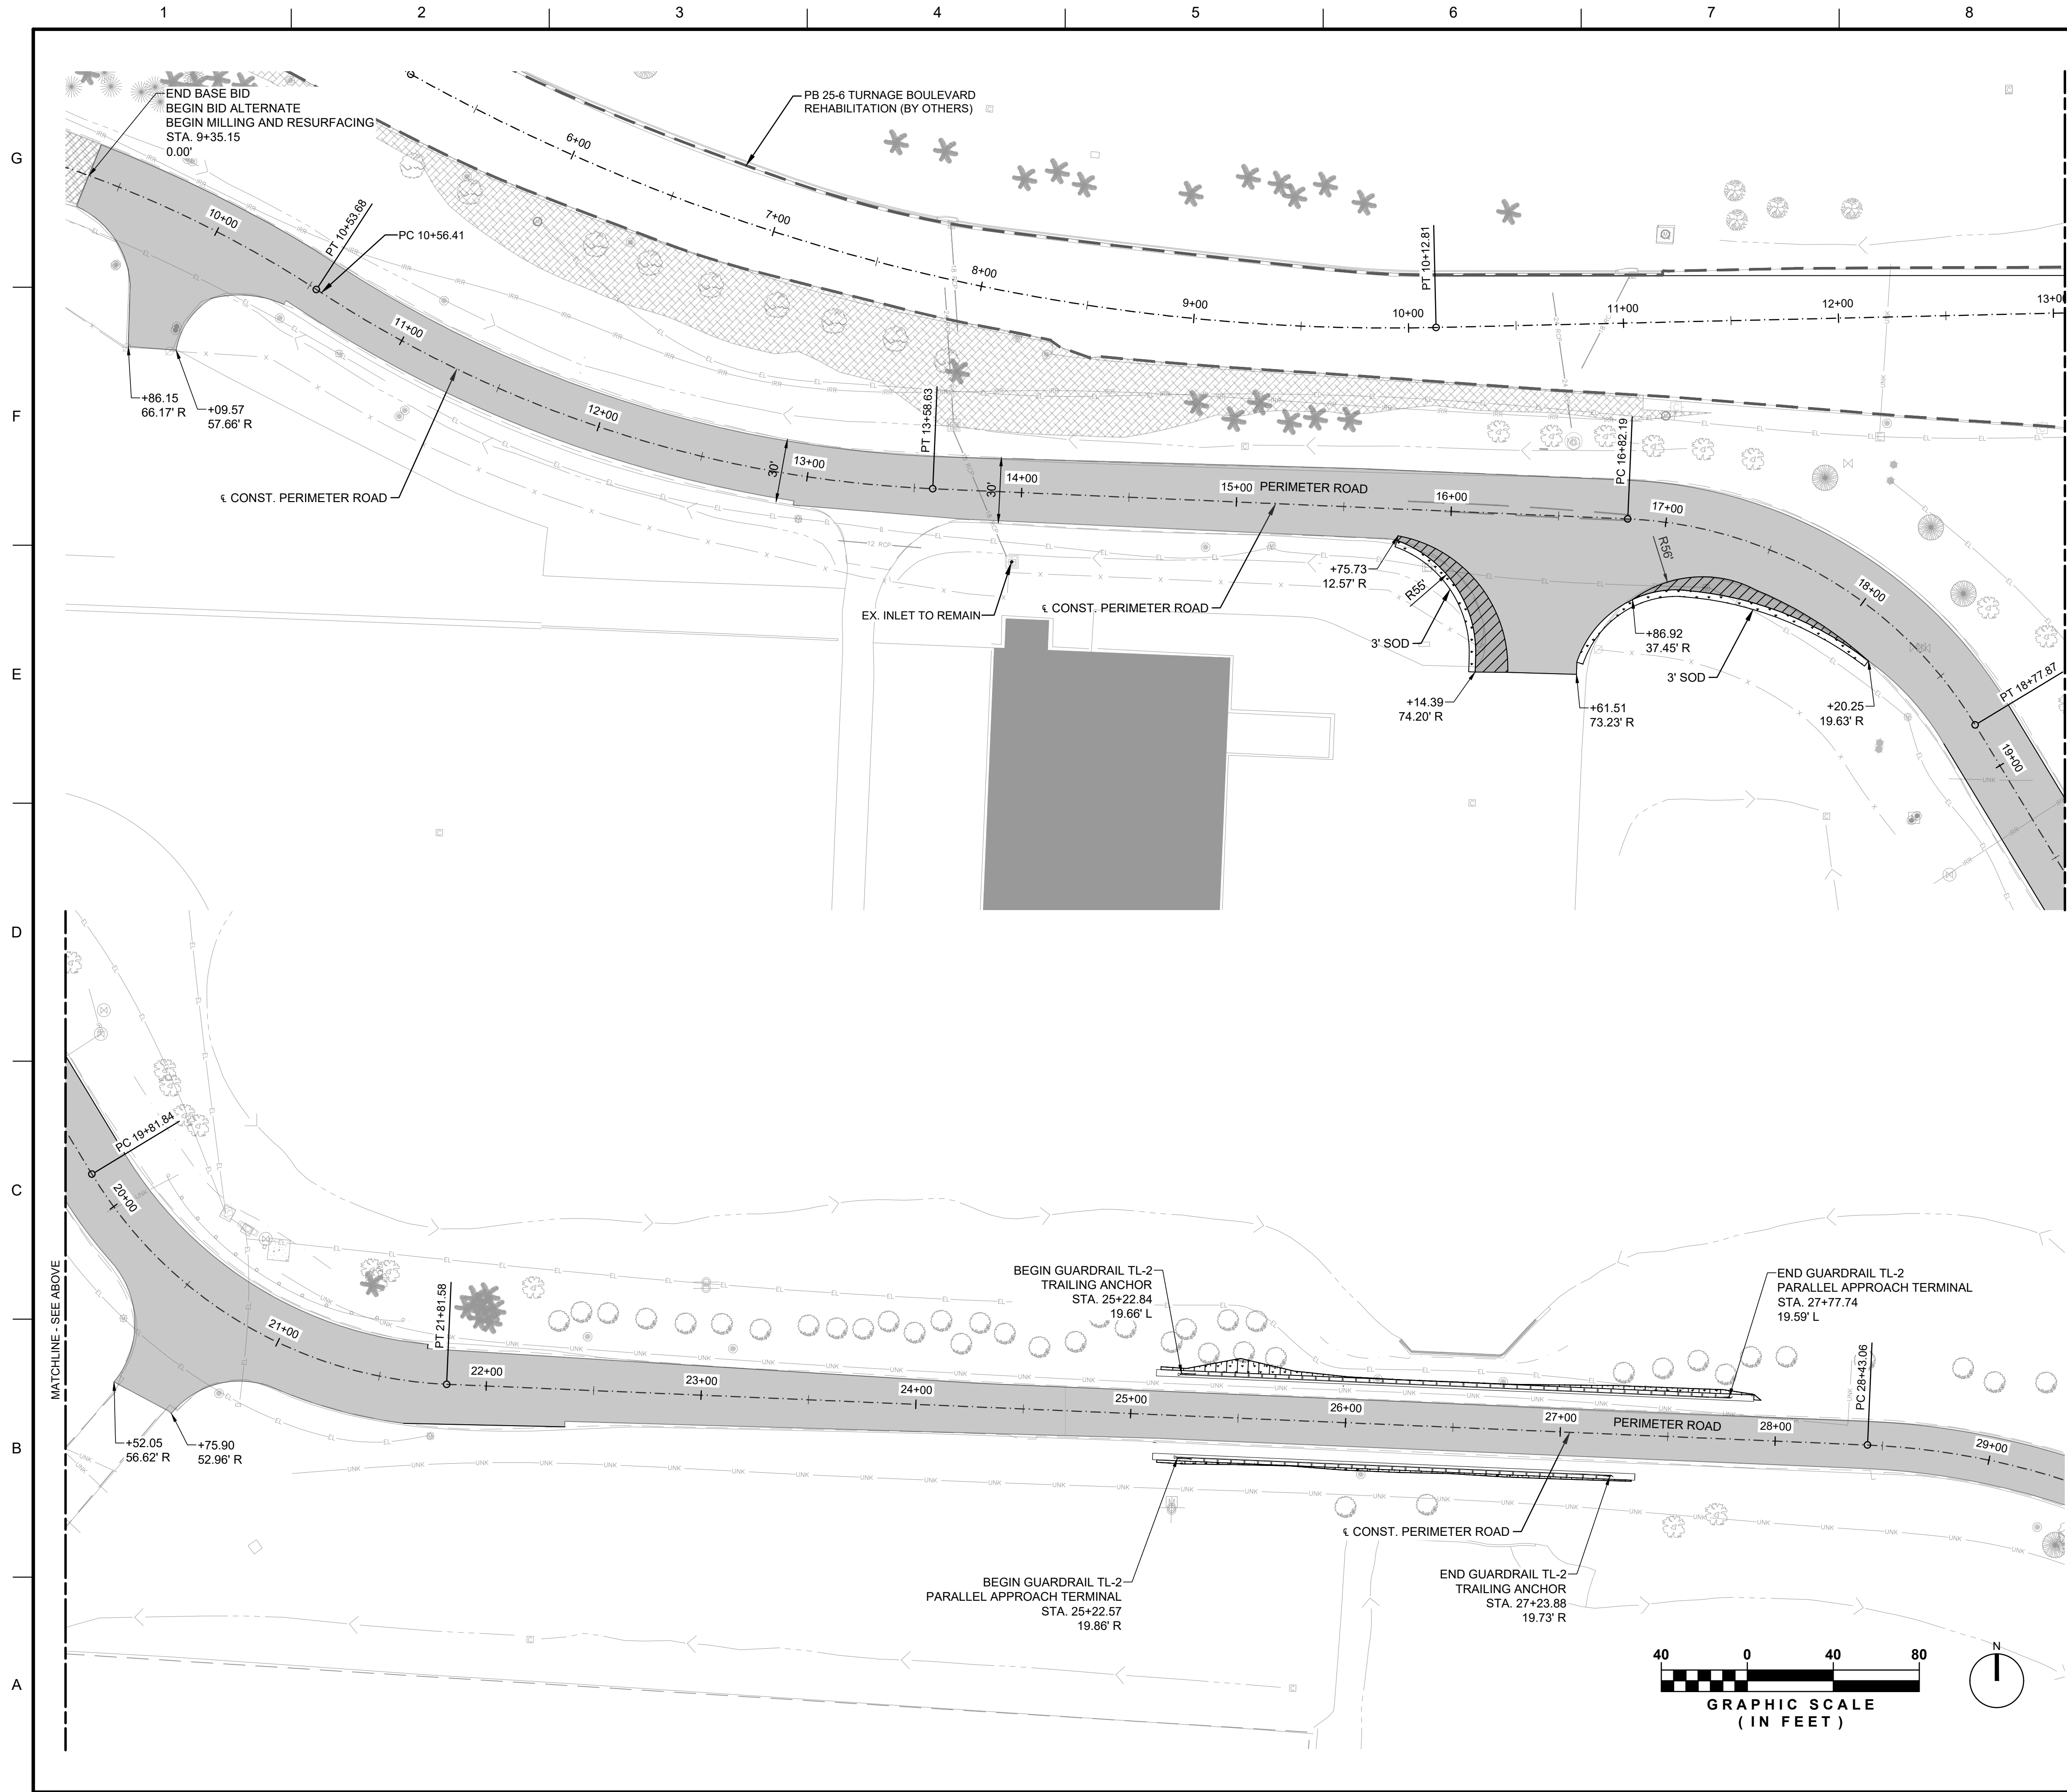 1
2
3
4
5
6
7
8
G
F
E
D
C
B
A
END BASE BID
BEGIN BID ALTERNATE
BEGIN MILLING AND RESURFACING
STA. 9+35.15
0.00'
PB 25-6 TURNAGE BOULEVARD
REHABILITATION (BY OTHERS)
6+00
7+00
8+00
9+00
10+00
11+00
12+00
PT 10+12.81
10+00
PT 10+53.68
PC 10+56.41
11+00
12+00
13+00
14+00
15+00
PERIMETER ROAD
16+00
17+00
18+00
19+00
PT 13+58.63
PC 16+82.19
PT 18+77.87
30'
30'
+86.15
66.17' R
+09.57
57.66' R
℄ CONST. PERIMETER ROAD
12 RCP
EX. INLET TO REMAIN
℄ CONST. PERIMETER ROAD
+75.73
12.57' R
R55'
R56'
3' SOD
+14.39
74.20' R
+86.92
37.45' R
3' SOD
+61.51
73.23' R
+20.25
19.63' R
MATCHLINE - SEE ABOVE
PC 19+81.84
20+00
21+00
PT 21+81.58
22+00
23+00
24+00
25+00
26+00
27+00
PERIMETER ROAD
28+00
PC 28+43.06
29+00
BEGIN GUARDRAIL TL-2
TRAILING ANCHOR
STA. 25+22.84
19.66' L
END GUARDRAIL TL-2
PARALLEL APPROACH TERMINAL
STA. 27+77.74
19.59' L
+52.05
56.62' R
+75.90
52.96' R
℄ CONST. PERIMETER ROAD
BEGIN GUARDRAIL TL-2
PARALLEL APPROACH TERMINAL
STA. 25+22.57
19.86' R
END GUARDRAIL TL-2
TRAILING ANCHOR
STA. 27+23.88
19.73' R
40 0 40 80
GRAPHIC SCALE
( IN FEET )
N